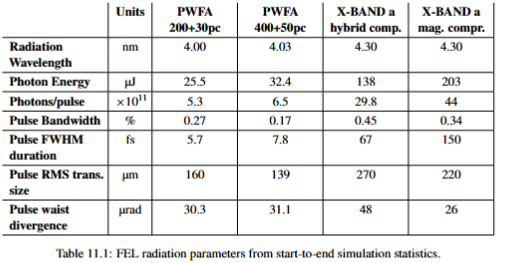 Units PWFA PWFA X-BAND a X-BAND a
200+30pc 400+50pc hybrid comp. mag. compr.
Radiation nm 4.00 4.03 4.30 4.30
Wavelength
Photon Energy µJ 25.5 32.4 138 203
Photons/pulse ×10¹¹ 5.3 6.5 29.8 44
Pulse Bandwidth % 0.27 0.17 0.45 0.34
Pulse FWHM fs 5.7 7.8 67 150
duration
Pulse RMS trans. µm 160 139 270 220
size
Pulse waist µrad 30.3 31.1 48 26
divergence
Table 11.1: FEL radiation parameters from start-to-end simulation statistics.